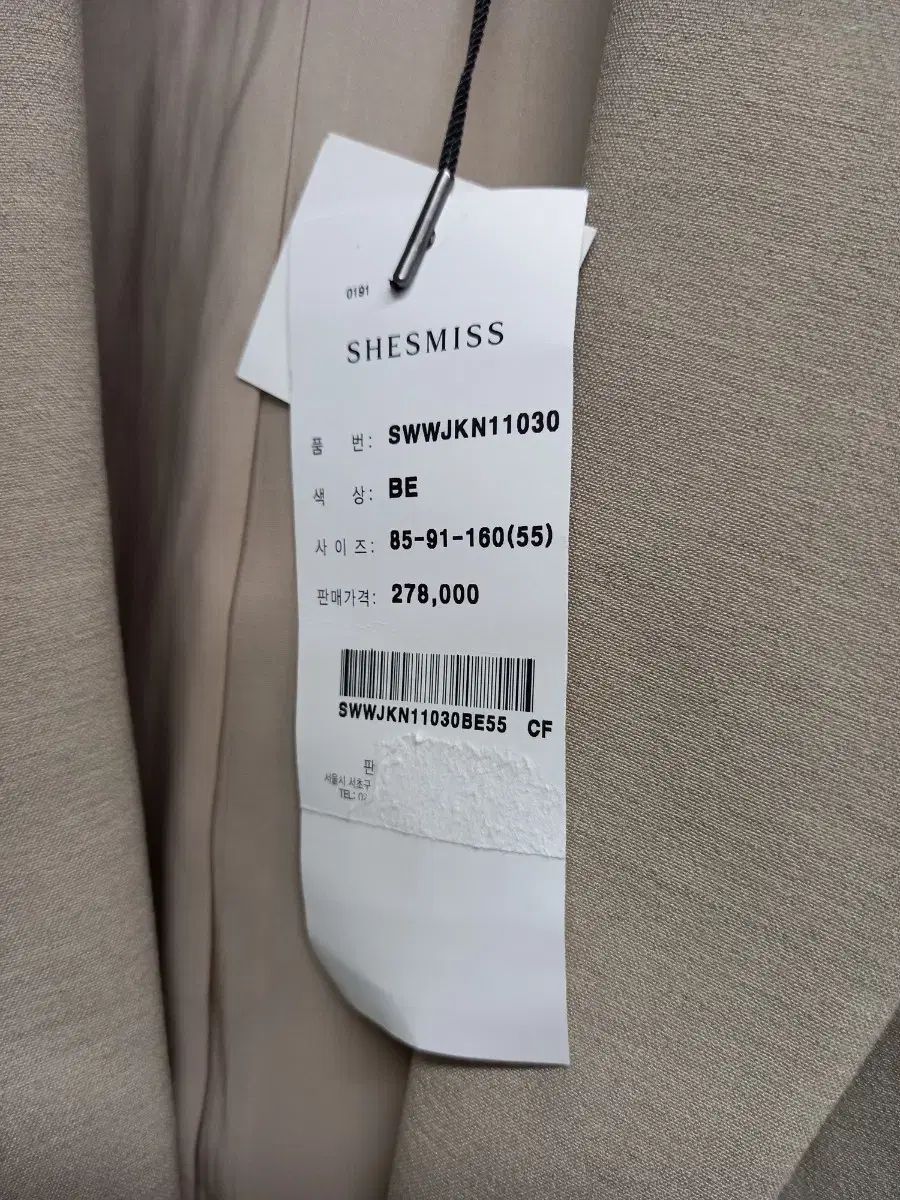 0191
SHESMISS
품 번: SWWJKN11030
색 상: BE
사 이 즈: 85-91-160(55)
판매가격: 278,000
SWWJKN11030BE55 CF
판
서울시 서초구
TEL: 02